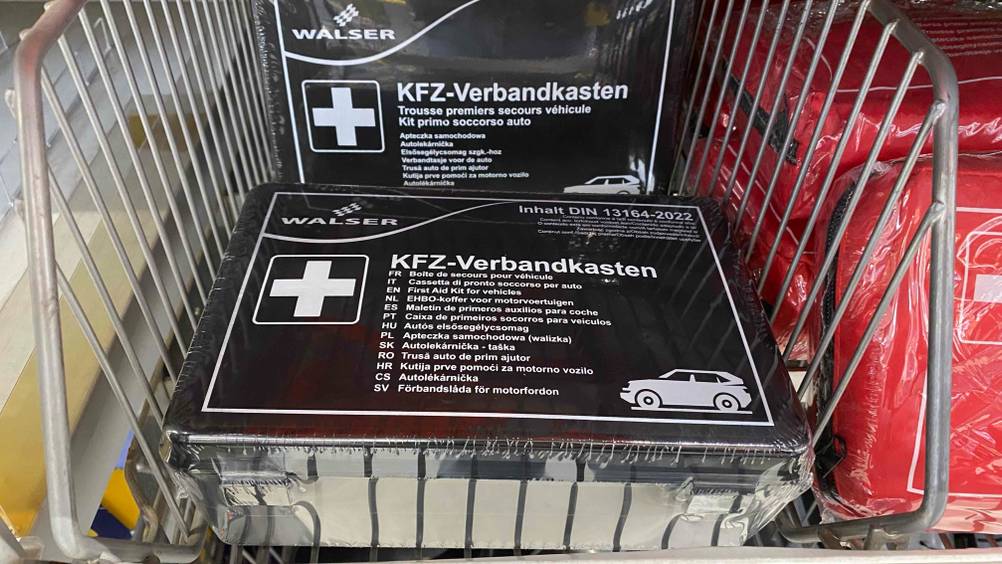 WALSER
KFZ-Verbandkasten
Trousse premiers secours véhicule
Kit primo soccorso auto
Apteczka samochodowa
Autolekárnička
Elsősegélycsomag szgk.-hoz
Verbandtasje voor de auto
Trusă auto de prim ajutor
Kutija prve pomoći za motorno vozilo
Autolékárnička
WALSER
Inhalt DIN 13164-2022
KFZ-Verbandkasten
FR Boîte de secours pour véhicule
IT Cassetta di pronto soccorso per auto
EN First Aid Kit for vehicles
NL EHBO-koffer voor motorvoertuigen
ES Maletin de primeros auxilios para coche
PT Caixa de primeiros socorros para veiculos
HU Autós elsősegélycsomag
PL Apteczka samochodowa (walizka)
SK Autolekárnička - taška
RO Trusă auto de prim ajutor
HR Kutija prve pomoći za motorno vozilo
CS Autolékárnička
SV Förbandslåda för motorfordon